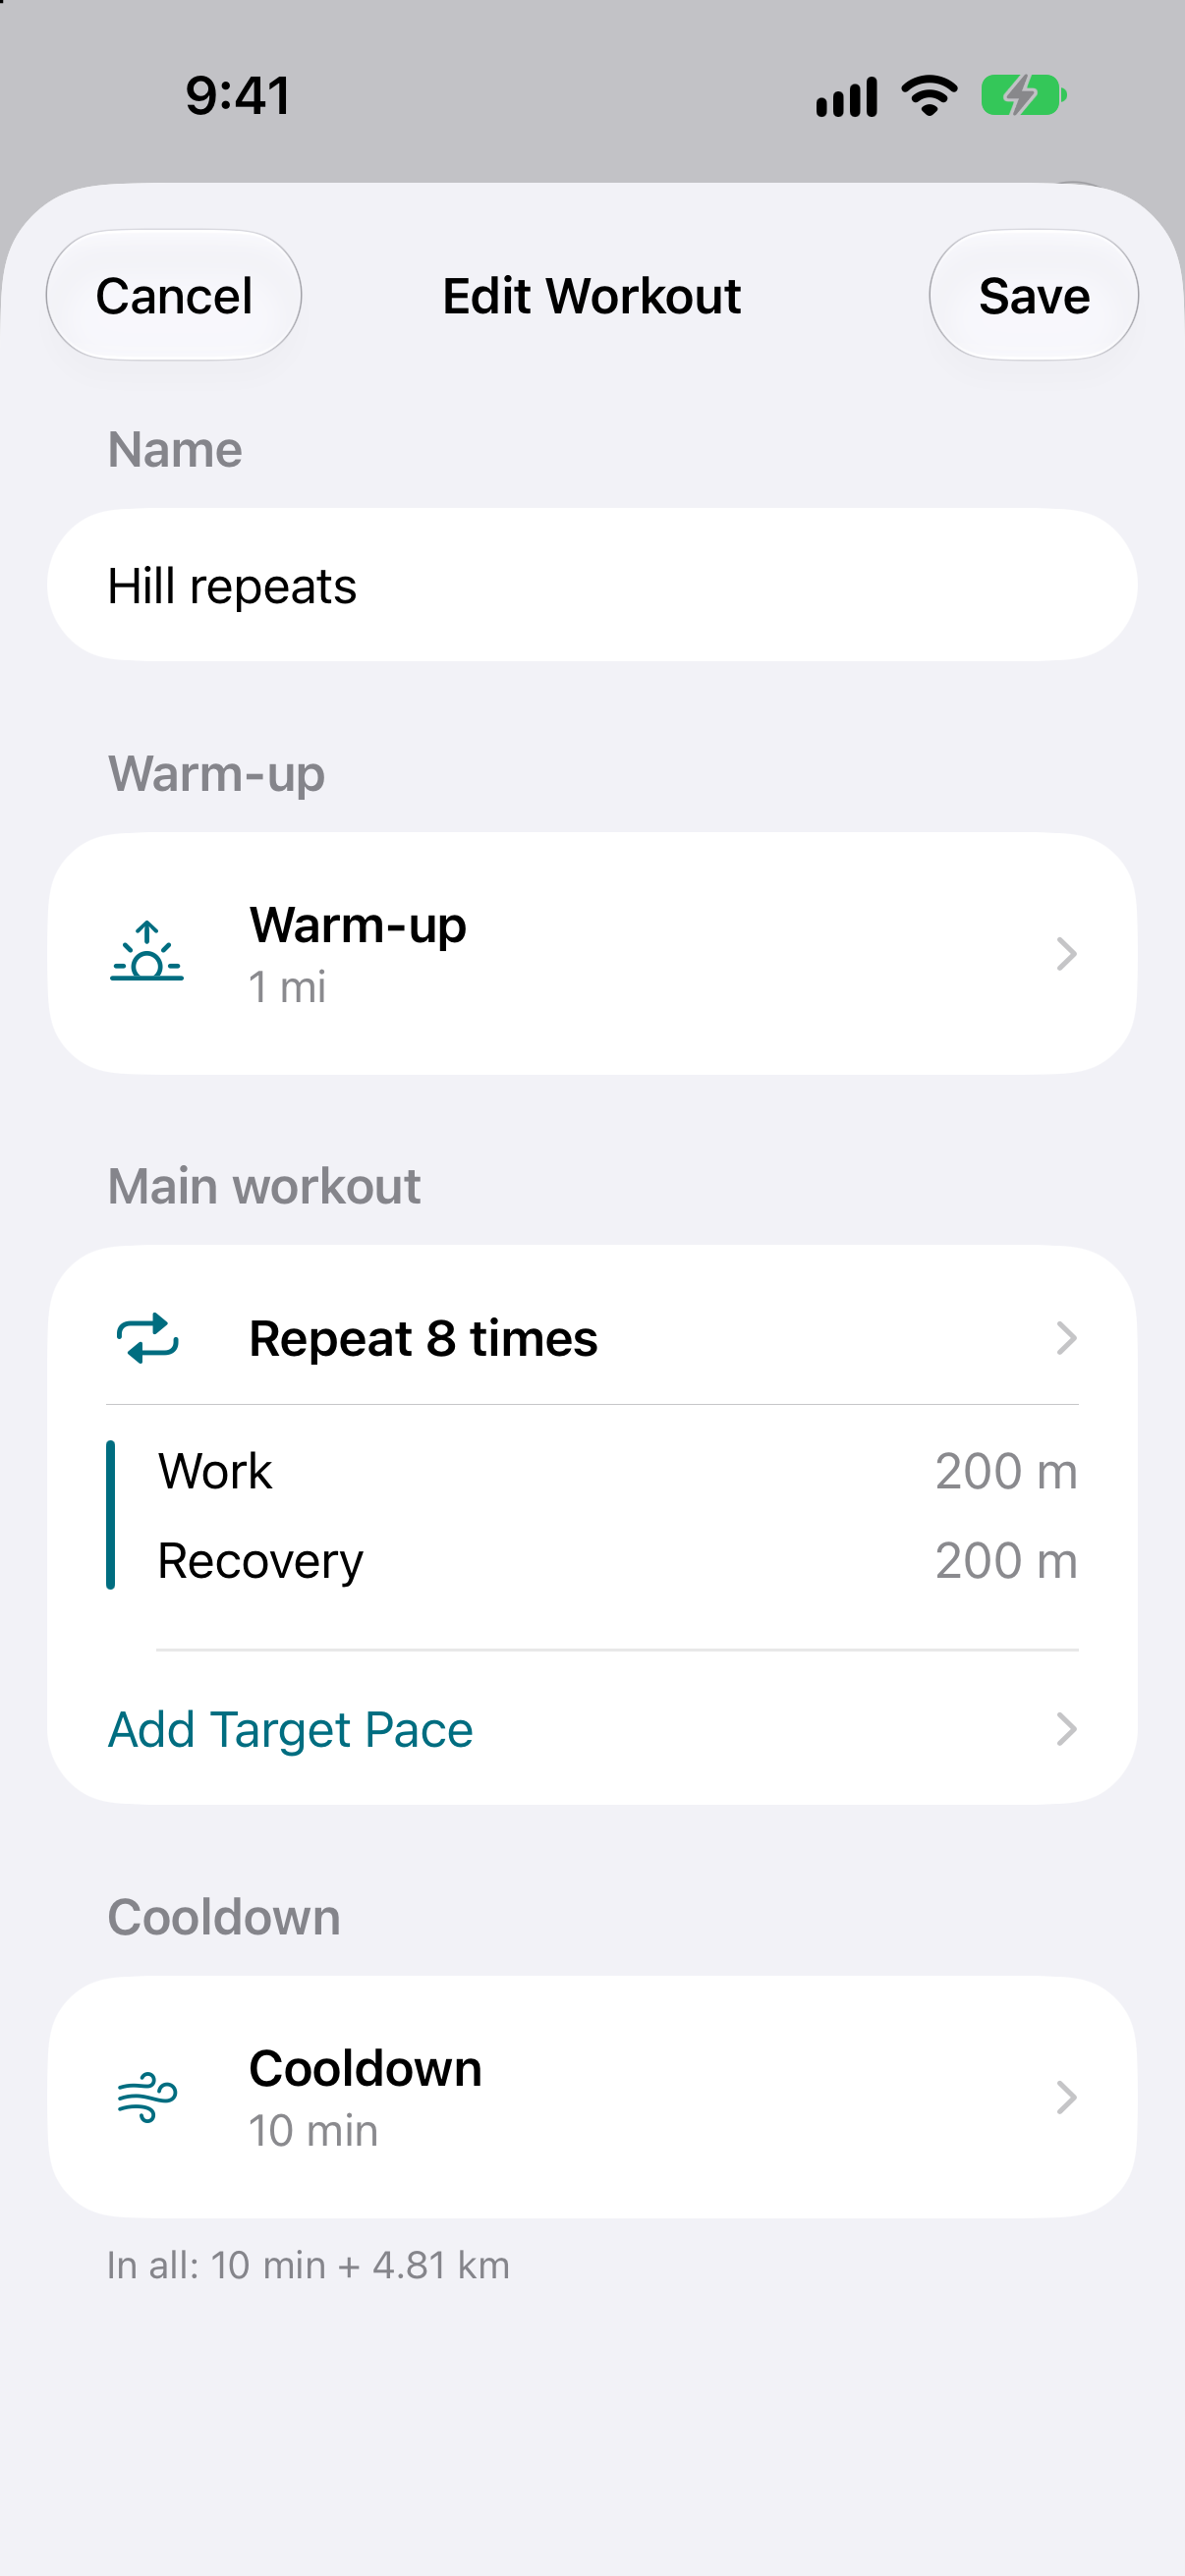 9:41
Cancel
Edit Workout
Save
Name
Hill repeats
Warm-up
Warm-up
1 mi
Main workout
Repeat 8 times
Work
200 m
Recovery
200 m
Add Target Pace
Cooldown
Cooldown
10 min
In all: 10 min + 4.81 km